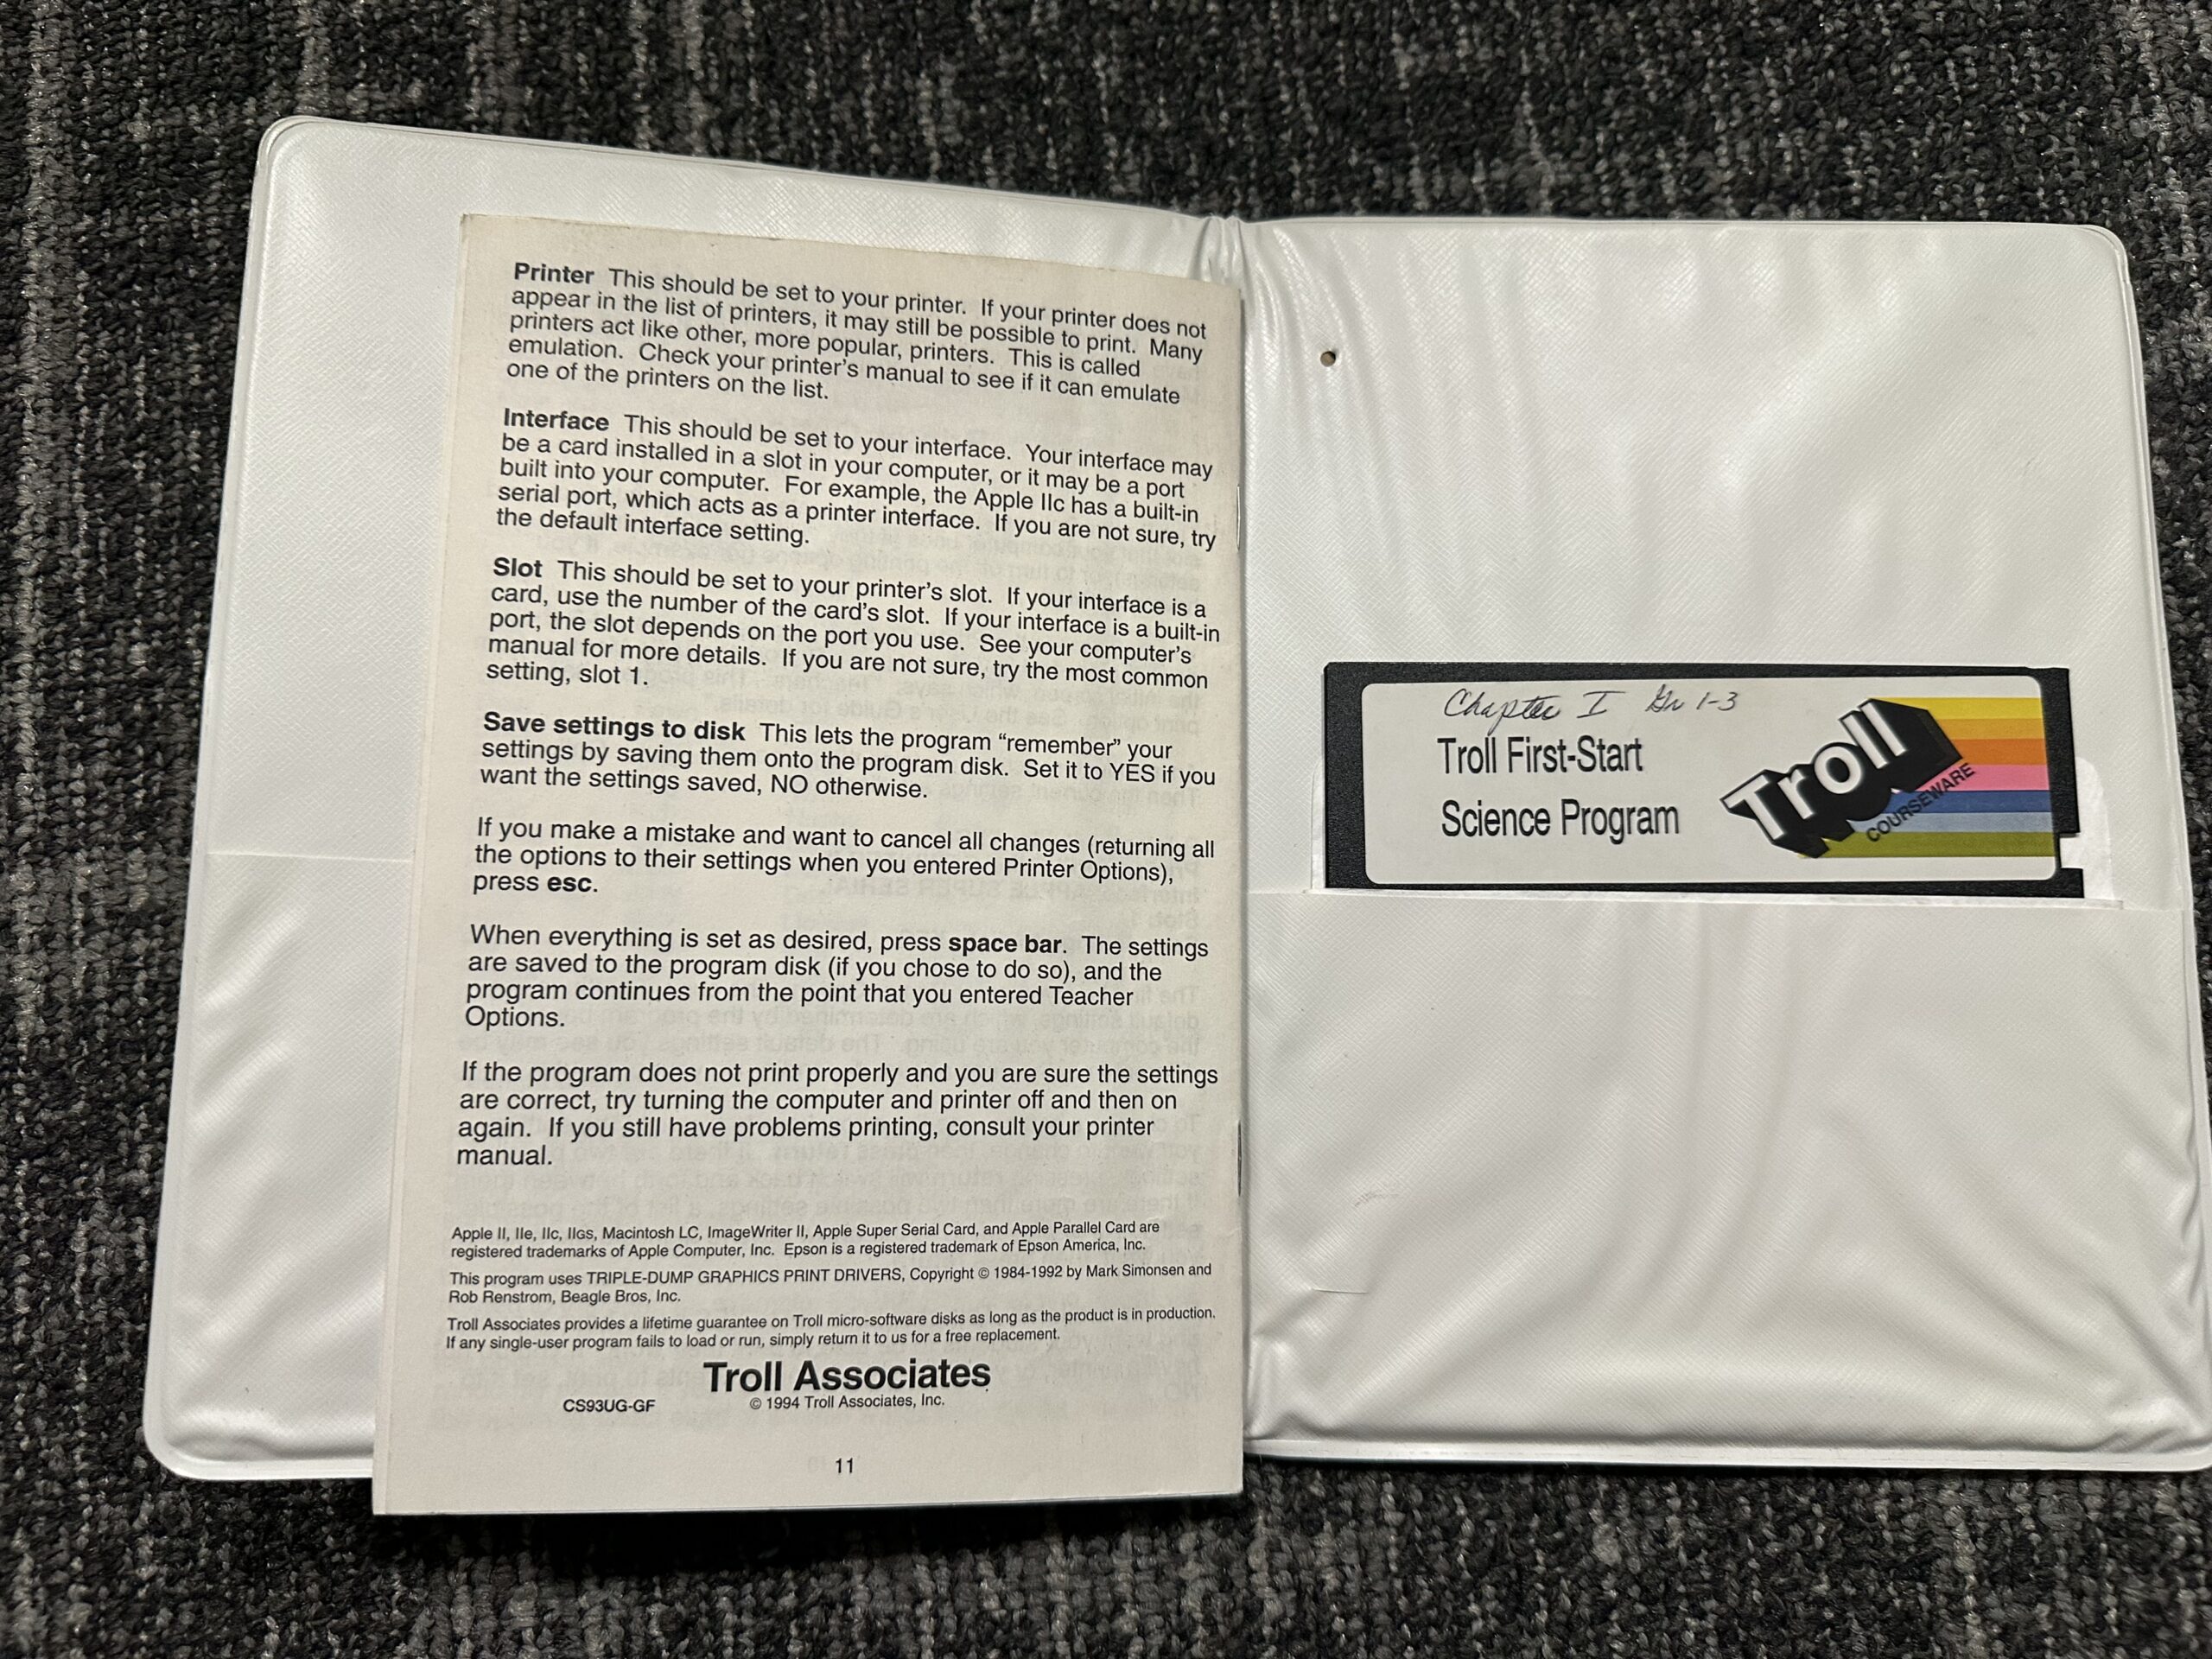 Printer  This should be set to your printer.  If your printer does not
appear in the list of printers, it may still be possible to print.  Many
printers act like other, more popular, printers.  This is called
emulation.  Check your printer's manual to see if it can emulate
one of the printers on the list.
Interface  This should be set to your interface.  Your interface may
be a card installed in a slot in your computer, or it may be a port
built into your computer.  For example, the Apple IIc has a built-in
serial port, which acts as a printer interface.  If you are not sure, try
the default interface setting.
Slot  This should be set to your printer's slot.  If your interface is a
card, use the number of the card's slot.  If your interface is a built-in
port, the slot depends on the port you use.  See your computer's
manual for more details.  If you are not sure, try the most common
setting, slot 1.
Save settings to disk  This lets the program “remember” your
settings by saving them onto the program disk.  Set it to YES if you
want the settings saved, NO otherwise.
If you make a mistake and want to cancel all changes (returning all
the options to their settings when you entered Printer Options),
press esc.
When everything is set as desired, press space bar.  The settings
are saved to the program disk (if you chose to do so), and the
program continues from the point that you entered Teacher
Options.
If the program does not print properly and you are sure the settings
are correct, try turning the computer and printer off and then on
again.  If you still have problems printing, consult your printer
manual.
Apple II, IIe, IIc, IIGS, Macintosh LC, ImageWriter II, Apple Super Serial Card, and Apple Parallel Card are
registered trademarks of Apple Computer, Inc.  Epson is a registered trademark of Epson America, Inc.
This program uses TRIPLE-DUMP GRAPHICS PRINT DRIVERS, Copyright © 1984-1992 by Mark Simonsen and
Rob Renstrom, Beagle Bros, Inc.
Troll Associates provides a lifetime guarantee on Troll micro-software disks as long as the product is in production.
If any single-user program fails to load or run, simply return it to us for a free replacement.
Troll Associates
CS93UG-GF © 1994 Troll Associates, Inc.
11
Chapter I Gr 1-3
Troll First-Start
Science Program
Troll
COURSEWARE